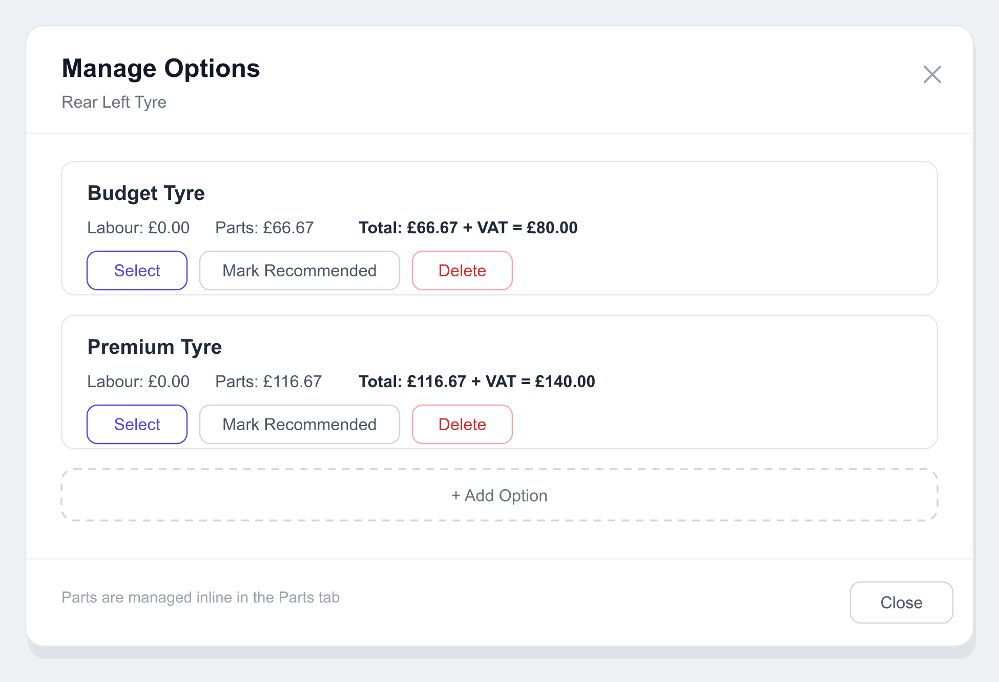 Manage Options
Rear Left Tyre
Budget Tyre
Labour: £0.00 Parts: £66.67 Total: £66.67 + VAT = £80.00
Select Mark Recommended Delete
Premium Tyre
Labour: £0.00 Parts: £116.67 Total: £116.67 + VAT = £140.00
Select Mark Recommended Delete
+ Add Option
Parts are managed inline in the Parts tab
Close